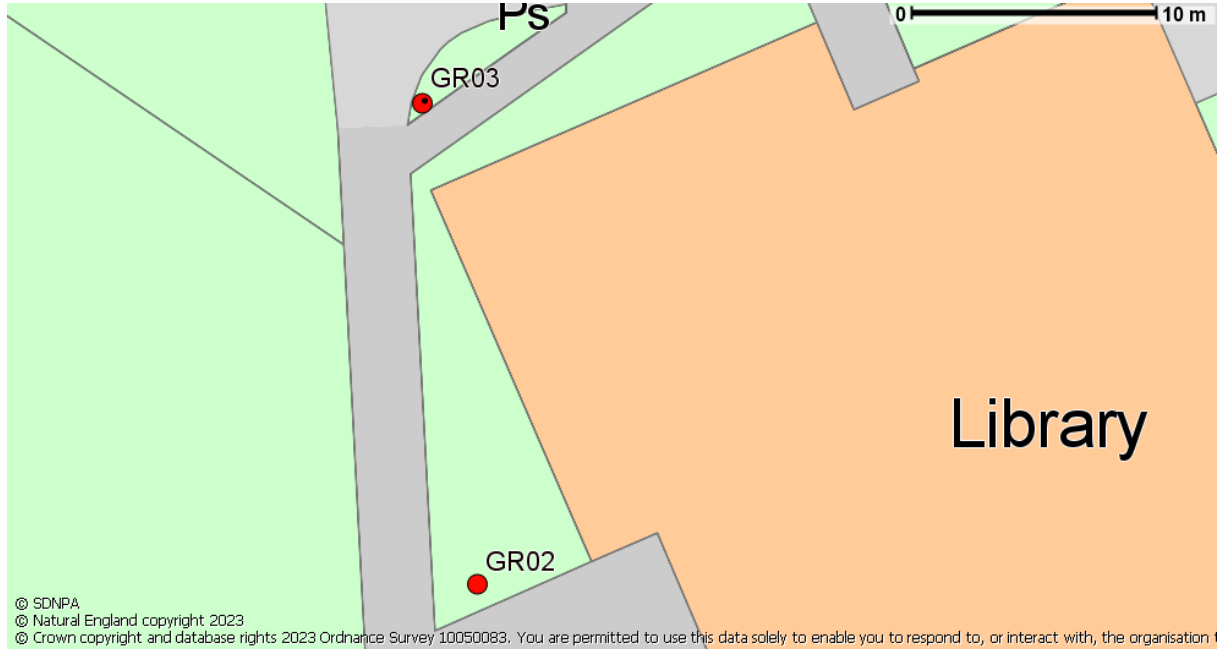 Ps
0 10 m
GR03
Library
GR02
© SDNPA
© Natural England copyright 2023
© Crown copyright and database rights 2023 Ordnance Survey 10050083. You are permitted to use this data solely to enable you to respond to, or interact with, the organisation t